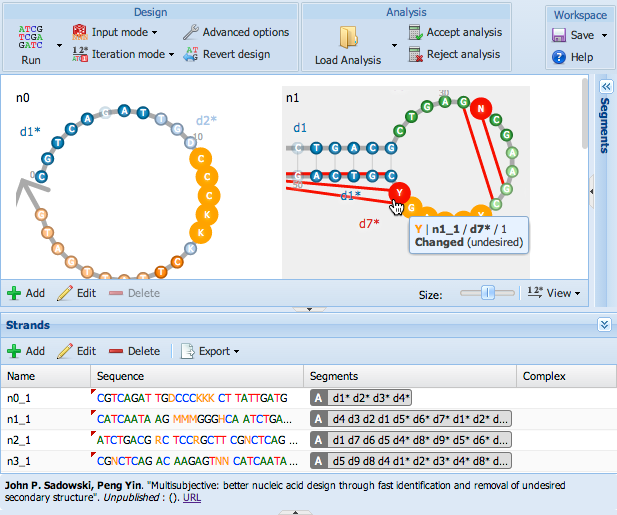 Design
Analysis
Workspace
ATCG
TCGA
GATC
Run
Input mode
Iteration mode
Advanced options
Revert design
Load Analysis
Accept analysis
Reject analysis
Save
Help
Segments
n0
d1*
d2*
10
0
C G T C A G A T T G D C C C K K K C T T A T T G A T G
n1
d1
30
C T G A C G C T G A G N C G A G C
50
G A C T G C Y G
d1*
d7*
Y | n1_1 / d7* / 1
Changed (undesired)
Add Edit Delete
Size:
12* View
Strands
Add Edit Delete Export
Name Sequence Segments Complex
n0_1 CGTCAGAT TGDCCCKKK CT TATTGATG A d1* d2* d3* d4*
n1_1 CATCAATA AG MMMGGGHCA ATCTGA... A d4 d3 d2 d1 d5* d6* d7* d1* d2* d...
n2_1 ATCTGACG RC TCCRGCTT CGNCTCAG ... A d1 d7 d6 d5 d4* d8* d9* d5* d6* d...
n3_1 CGNCTCAG AC AAGAGTNN CATCAATA ... A d5 d9 d8 d4 d1* d2* d3* d4* d8* d...
John P. Sadowski, Peng Yin. "Multisubjective: better nucleic acid design through fast identification and removal of undesired
secondary structure". Unpublished : (). URL